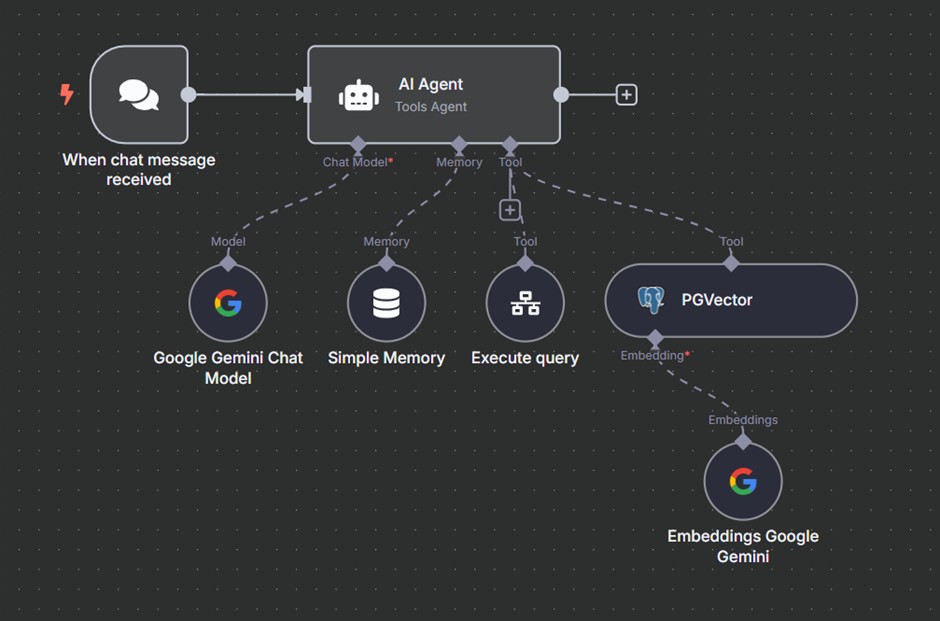 AI Agent
Tools Agent
When chat message
received
Chat Model*
Memory
Tool
Model
Memory
Tool
Tool
Google Gemini Chat
Model
Simple Memory
Execute query
PGVector
Embedding*
Embeddings
Embeddings Google
Gemini